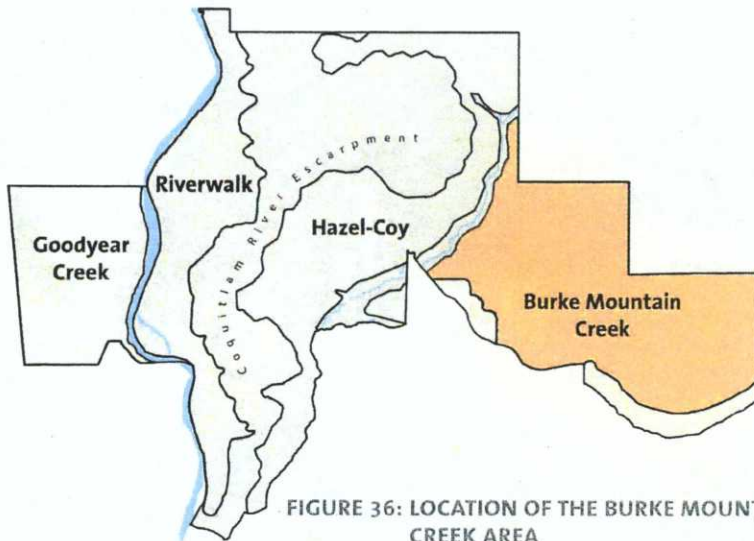 Riverwalk
Coquitlam River Escarpment
Goodyear
Creek
Hazel-Coy
Burke Mountain
Creek
FIGURE 36: LOCATION OF THE BURKE MOUNT
CREEK AREA